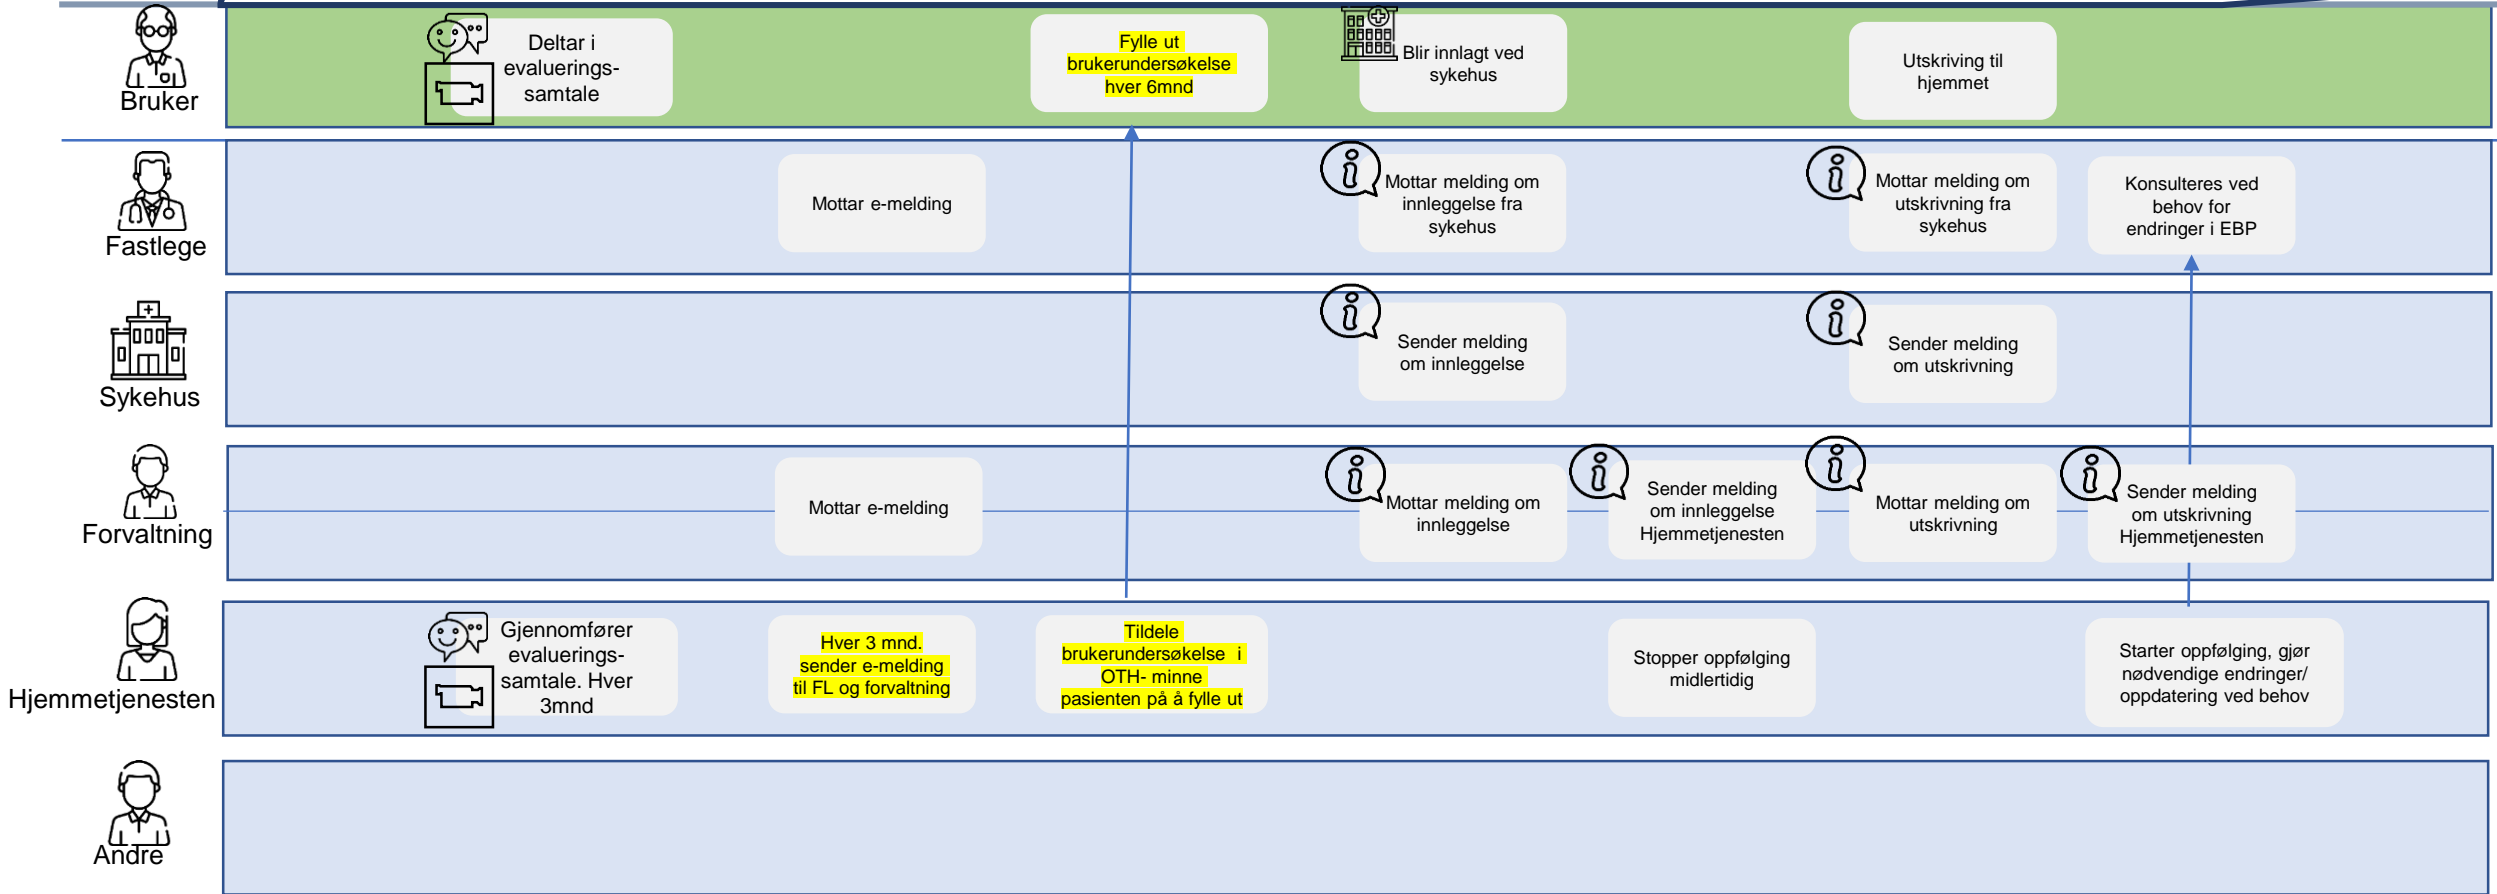 Bruker
Deltar i
evaluerings-
samtale
Fylle ut
brukerundersøkelse
hver 6mnd
Blir innlagt ved
sykehus
Utskriving til
hjemmet
Fastlege
Mottar e-melding
Mottar melding om
innleggelse fra
sykehus
Mottar melding om
utskrivning fra
sykehus
Konsulteres ved
behov for
endringer i EBP
Sykehus
Sender melding
om innleggelse
Sender melding
om utskrivning
Forvaltning
Mottar e-melding
Mottar melding om
innleggelse
Sender melding
om innleggelse
Hjemmetjenesten
Mottar melding om
utskrivning
Sender melding
om utskrivning
Hjemmetjenesten
Hjemmetjenesten
Gjennomfører
evaluerings-
samtale. Hver
3mnd
Hver 3 mnd.
sender e-melding
til FL og forvaltning
Tildele
brukerundersøkelse i
OTH- minne
pasienten på å fylle ut
Stopper oppfølging
midlertidig
Starter oppfølging, gjør
nødvendige endringer/
oppdatering ved behov
Andre